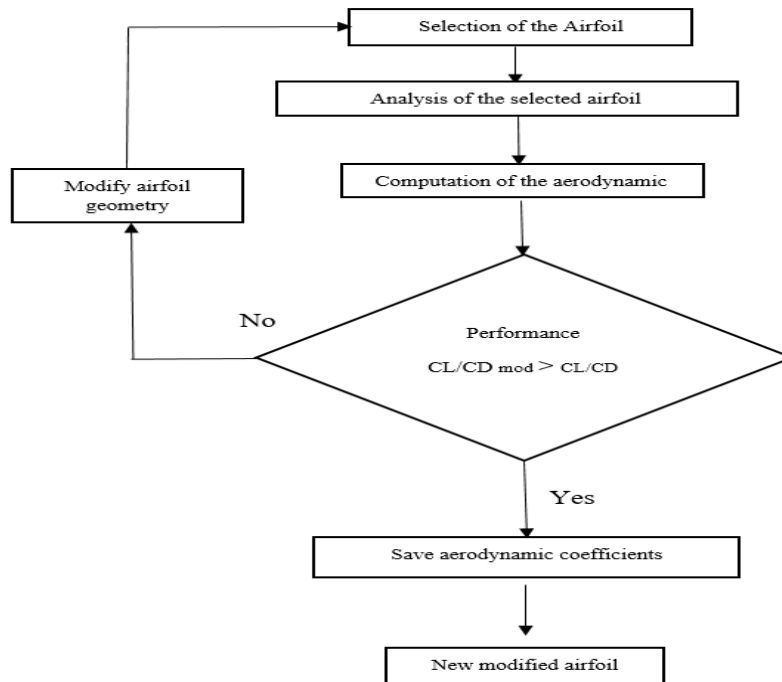 Selection of the Airfoil
Analysis of the selected airfoil
Modify airfoil
geometry
Computation of the aerodynamic
No
Performance
CL/CD mod > CL/CD
Yes
Save aerodynamic coefficients
New modified airfoil